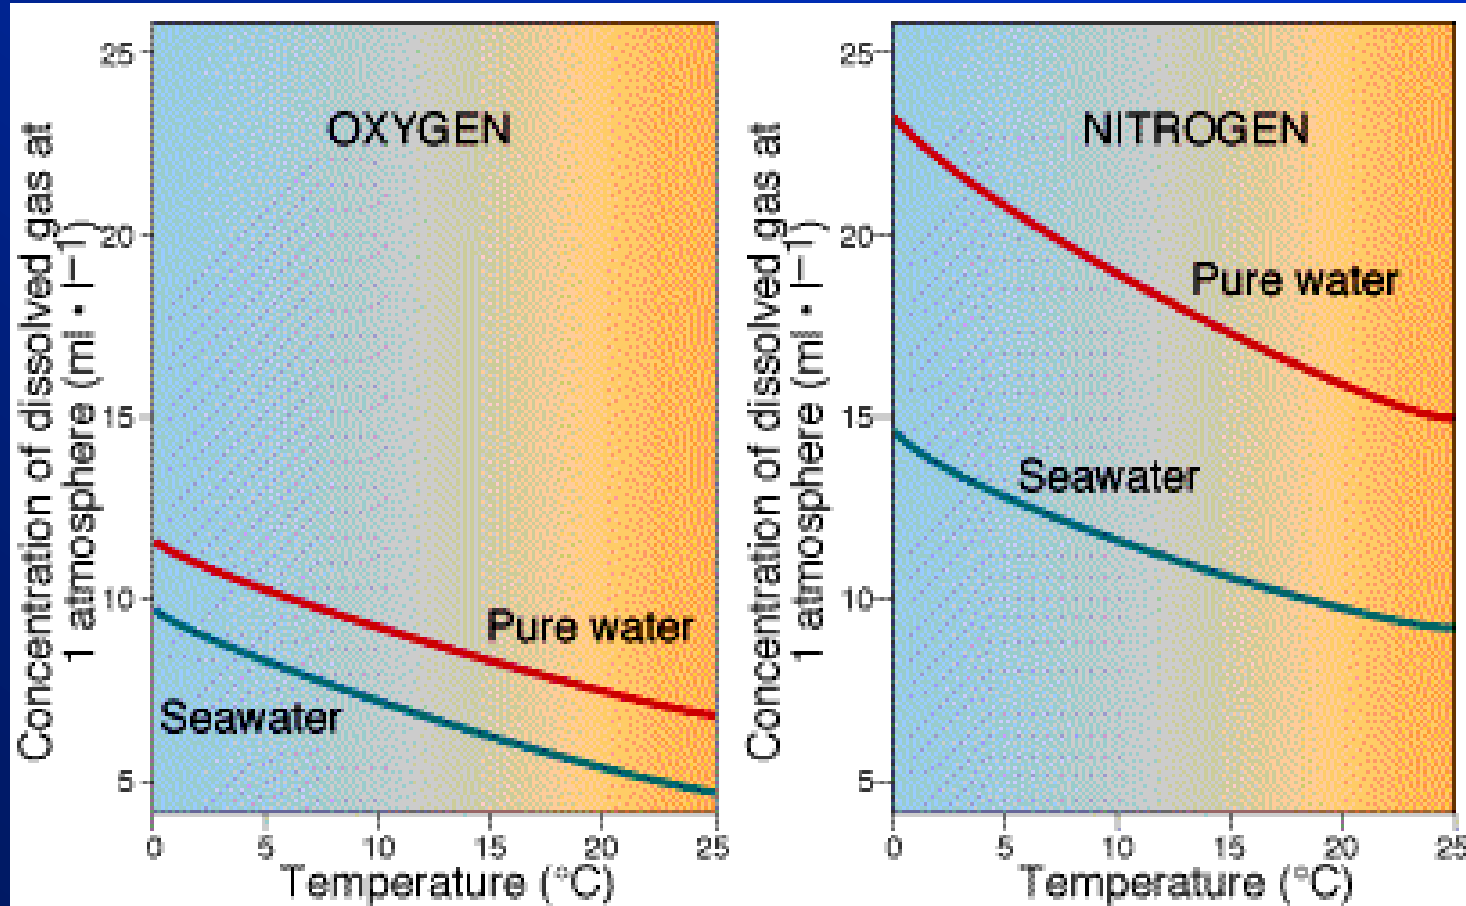 Concentration of dissolved gas at
1 atmosphere (ml • l–1)
25
20
15
10
5
OXYGEN
Pure water
Seawater
0 5 10 15 20 25
Temperature (°C)
Concentration of dissolved gas at
1 atmosphere (ml • l–1)
25
20
15
10
5
NITROGEN
Pure water
Seawater
0 5 10 15 20 25
Temperature (°C)